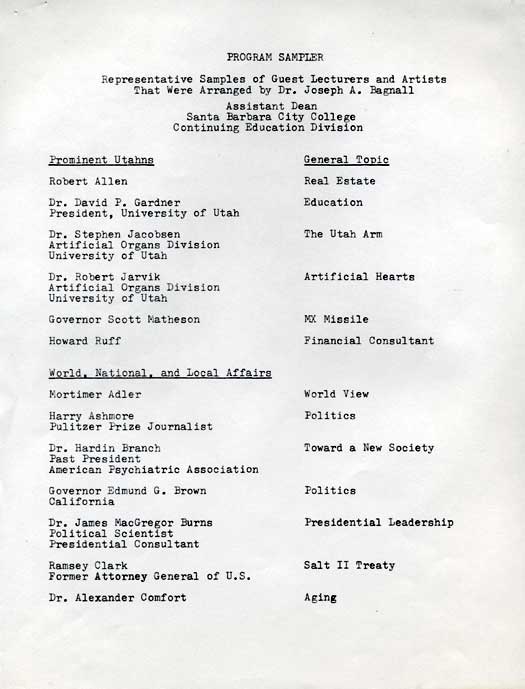 PROGRAM SAMPLER
Representative Samples of Guest Lecturers and Artists
That Were Arranged by Dr. Joseph A. Bagnall
Assistant Dean
Santa Barbara City College
Continuing Education Division
Prominent Utahns General Topic
Robert Allen Real Estate
Dr. David P. Gardner Education
President, University of Utah
Dr. Stephen Jacobsen The Utah Arm
Artificial Organs Division
University of Utah
Dr. Robert Jarvik Artificial Hearts
Artificial Organs Division
University of Utah
Governor Scott Matheson MX Missile
Howard Ruff Financial Consultant
World, National, and Local Affairs
Mortimer Adler World View
Harry Ashmore Politics
Pulitzer Prize Journalist
Dr. Hardin Branch Toward a New Society
Past President
American Psychiatric Association
Governor Edmund G. Brown Politics
California
Dr. James MacGregor Burns Presidential Leadership
Political Scientist
Presidential Consultant
Ramsey Clark Salt II Treaty
Former Attorney General of U.S.
Dr. Alexander Comfort Aging